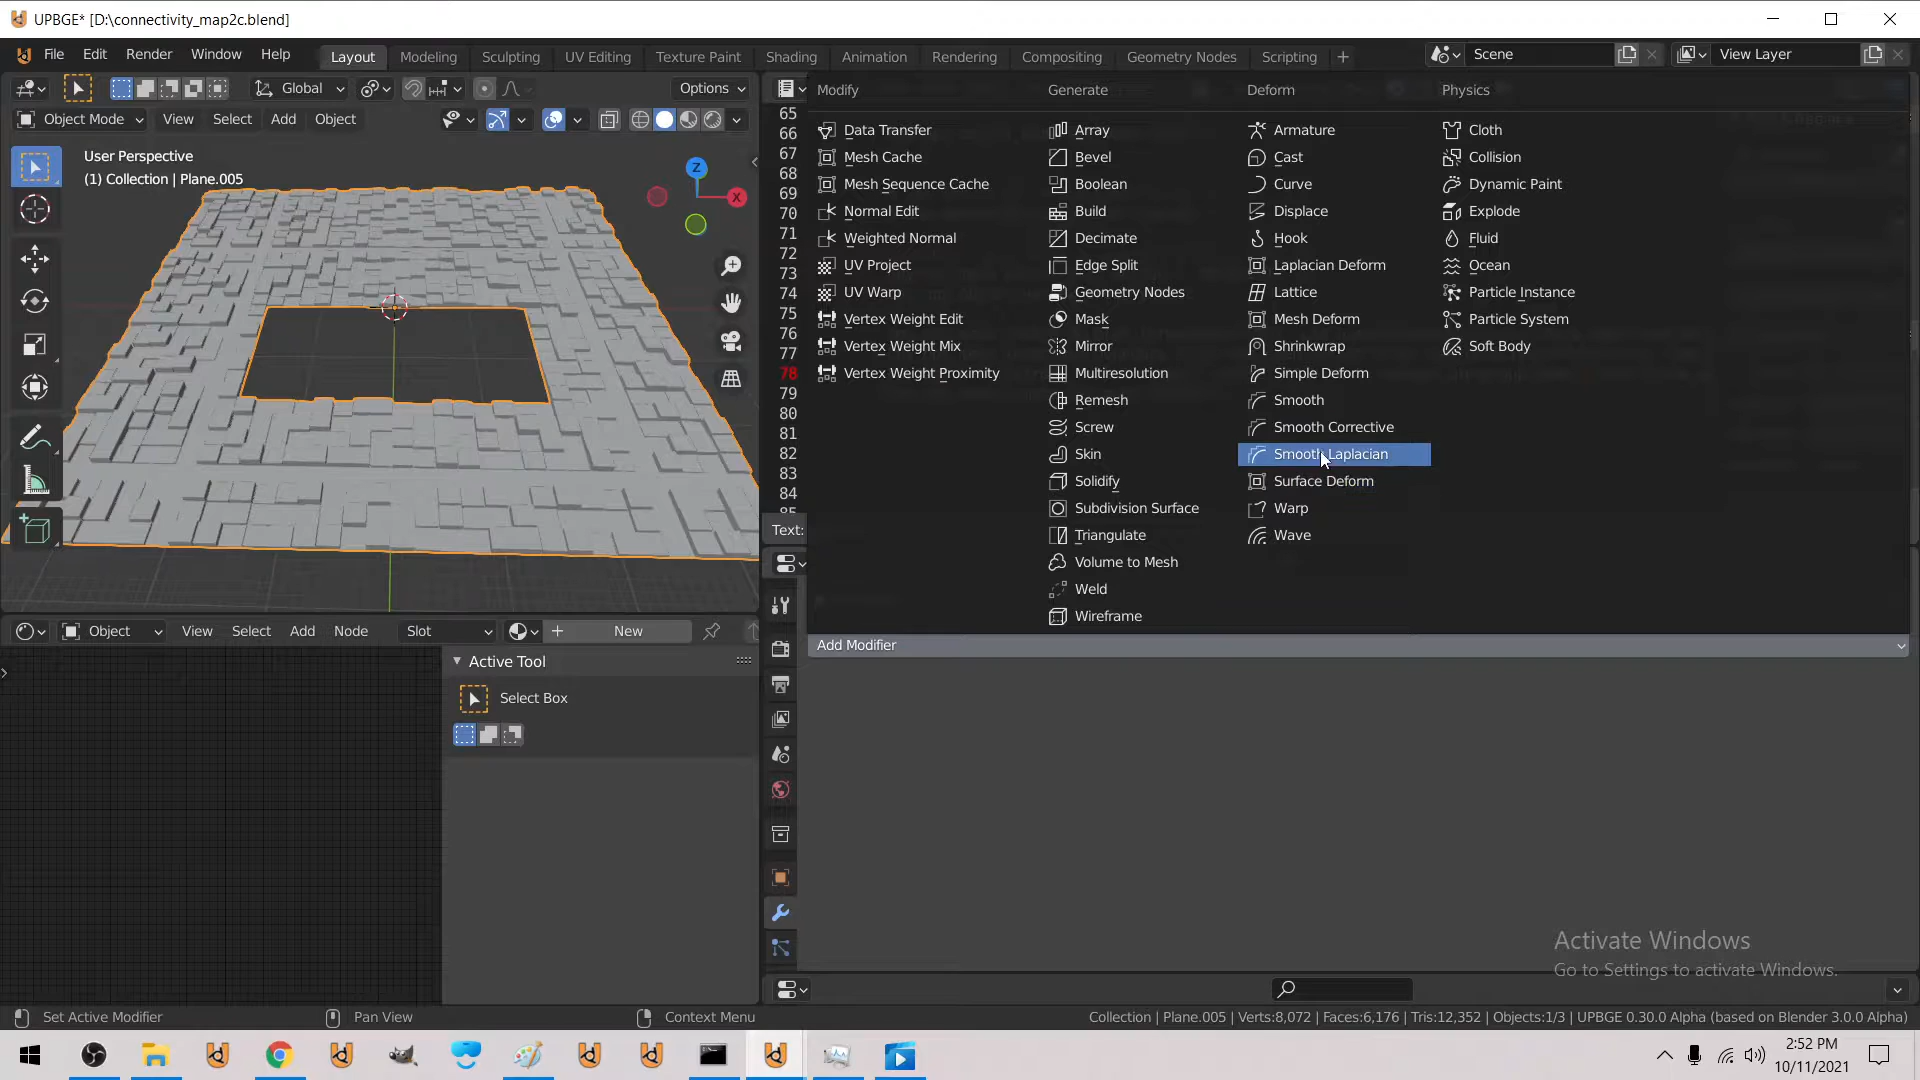 UPBGE* [D:\connectivity_map2c.blend]
File Edit Render Window Help
Layout Modeling Sculpting UV Editing Texture Paint Shading Animation Rendering Compositing Geometry Nodes Scripting +
Scene
View Layer
Global
Options
Object Mode View Select Add Object
User Perspective
(1) Collection | Plane.005
Z
X
65
66
67
68
69
70
71
72
73
74
75
76
77
78
79
80
81
82
83
84
Text:
Modify
Data Transfer
Mesh Cache
Mesh Sequence Cache
Normal Edit
Weighted Normal
UV Project
UV Warp
Vertex Weight Edit
Vertex Weight Mix
Vertex Weight Proximity
Generate
Array
Bevel
Boolean
Build
Decimate
Edge Split
Geometry Nodes
Mask
Mirror
Multiresolution
Remesh
Screw
Skin
Solidify
Subdivision Surface
Triangulate
Volume to Mesh
Weld
Wireframe
Deform
Armature
Cast
Curve
Displace
Hook
Laplacian Deform
Lattice
Mesh Deform
Shrinkwrap
Simple Deform
Smooth
Smooth Corrective
Smooth Laplacian
Surface Deform
Warp
Wave
Physics
Cloth
Collision
Dynamic Paint
Explode
Fluid
Ocean
Particle Instance
Particle System
Soft Body
Add Modifier
Object View Select Add Node Slot New
Active Tool
Select Box
Activate Windows
Go to Settings to activate Windows.
Set Active Modifier
Pan View
Context Menu
Collection | Plane.005 | Verts:8,072 | Faces:6,176 | Tris:12,352 | Objects:1/3 | UPBGE 0.30.0 Alpha (based on Blender 3.0.0 Alpha)
2:52 PM
10/11/2021